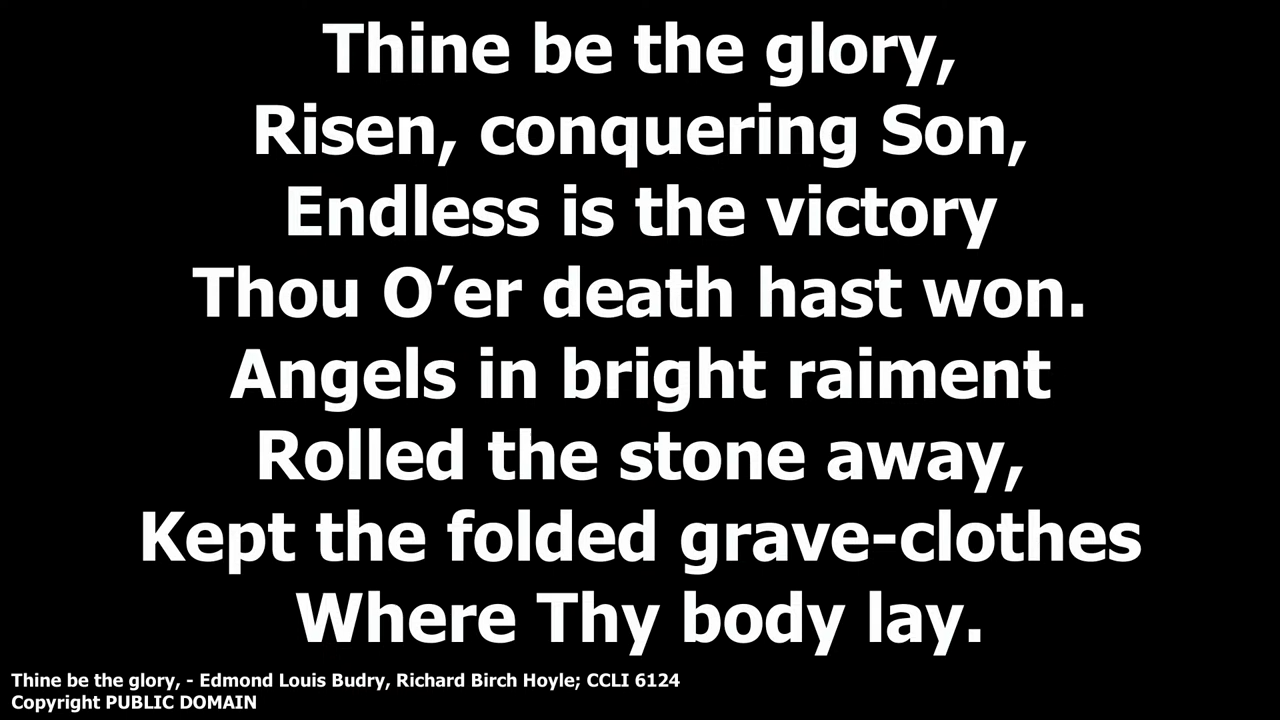 Thine be the glory,
Risen, conquering Son,
Endless is the victory
Thou O’er death hast won.
Angels in bright raiment
Rolled the stone away,
Kept the folded grave-clothes
Where Thy body lay.
Thine be the glory, - Edmond Louis Budry, Richard Birch Hoyle; CCLI 6124
Copyright PUBLIC DOMAIN